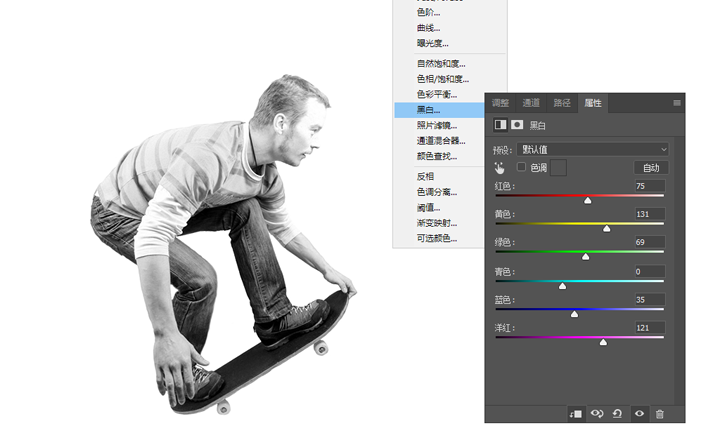 色阶...
曲线...
曝光度...
自然饱和度...
色相/饱和度...
色彩平衡...
黑白...
照片滤镜...
通道混合器...
颜色查找...
反相
色调分离...
阈值...
渐变映射...
可选颜色...
调整 通道 路径 属性
黑白
预设: 默认值
色调 自动
红色: 75
黄色: 131
绿色: 69
青色: 0
蓝色: 35
洋红: 121